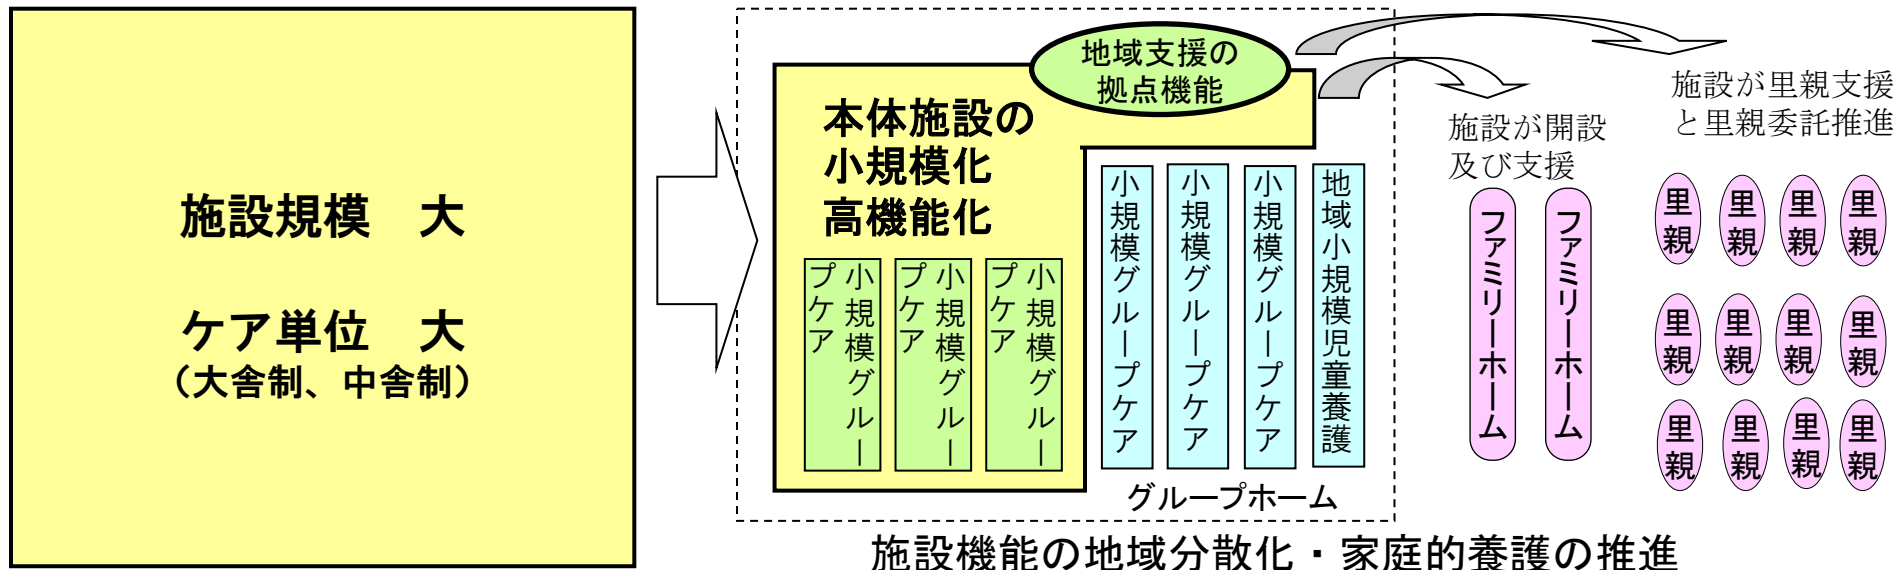 施設規模　大
ケア単位　大
（大舎制、中舎制）
地域支援の
拠点機能
本体施設の
小規模化
高機能化
小規模グルー
プケア
小規模グルー
プケア
小規模グルー
プケア
小規模グループケア
小規模グループケア
小規模グループケア
地域小規模児童養護
グループホーム
施設が開設
及び支援
ファミリーホーム
ファミリーホーム
施設が里親支援
と里親委託推進
里親
里親
里親
里親
里親
里親
里親
里親
里親
里親
里親
里親
施設機能の地域分散化・家庭的養護の推進